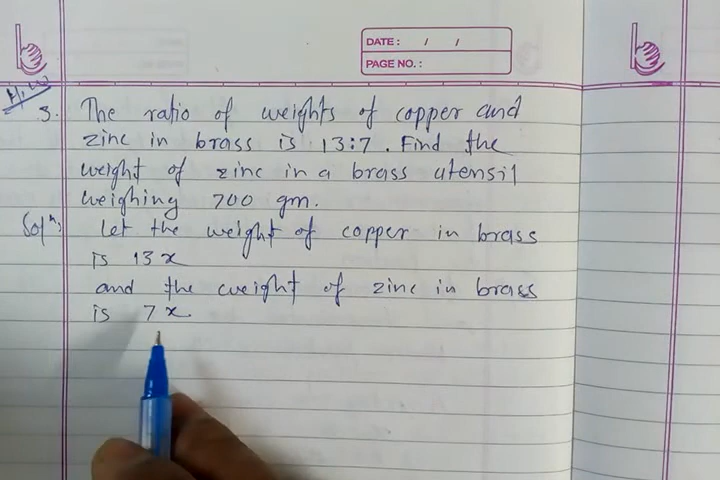 DATE : / /
PAGE NO. :
H.W
3. The ratio of weights of copper and
zinc in brass is 13:7. Find the
weight of zinc in a brass utensil
weighing 700 gm.
Solⁿ: Let the weight of copper in brass
is 13x
and the weight of zinc in brass
is 7x.